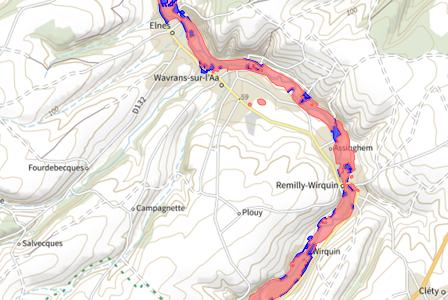 Elnes
100
Wavrans-sur-l'Aa
100
59
D132
Assinghem
Fourdebecques
Remilly-Wirquin
Campagnette
Plouy
Salvecques
Wirquin
Cléty